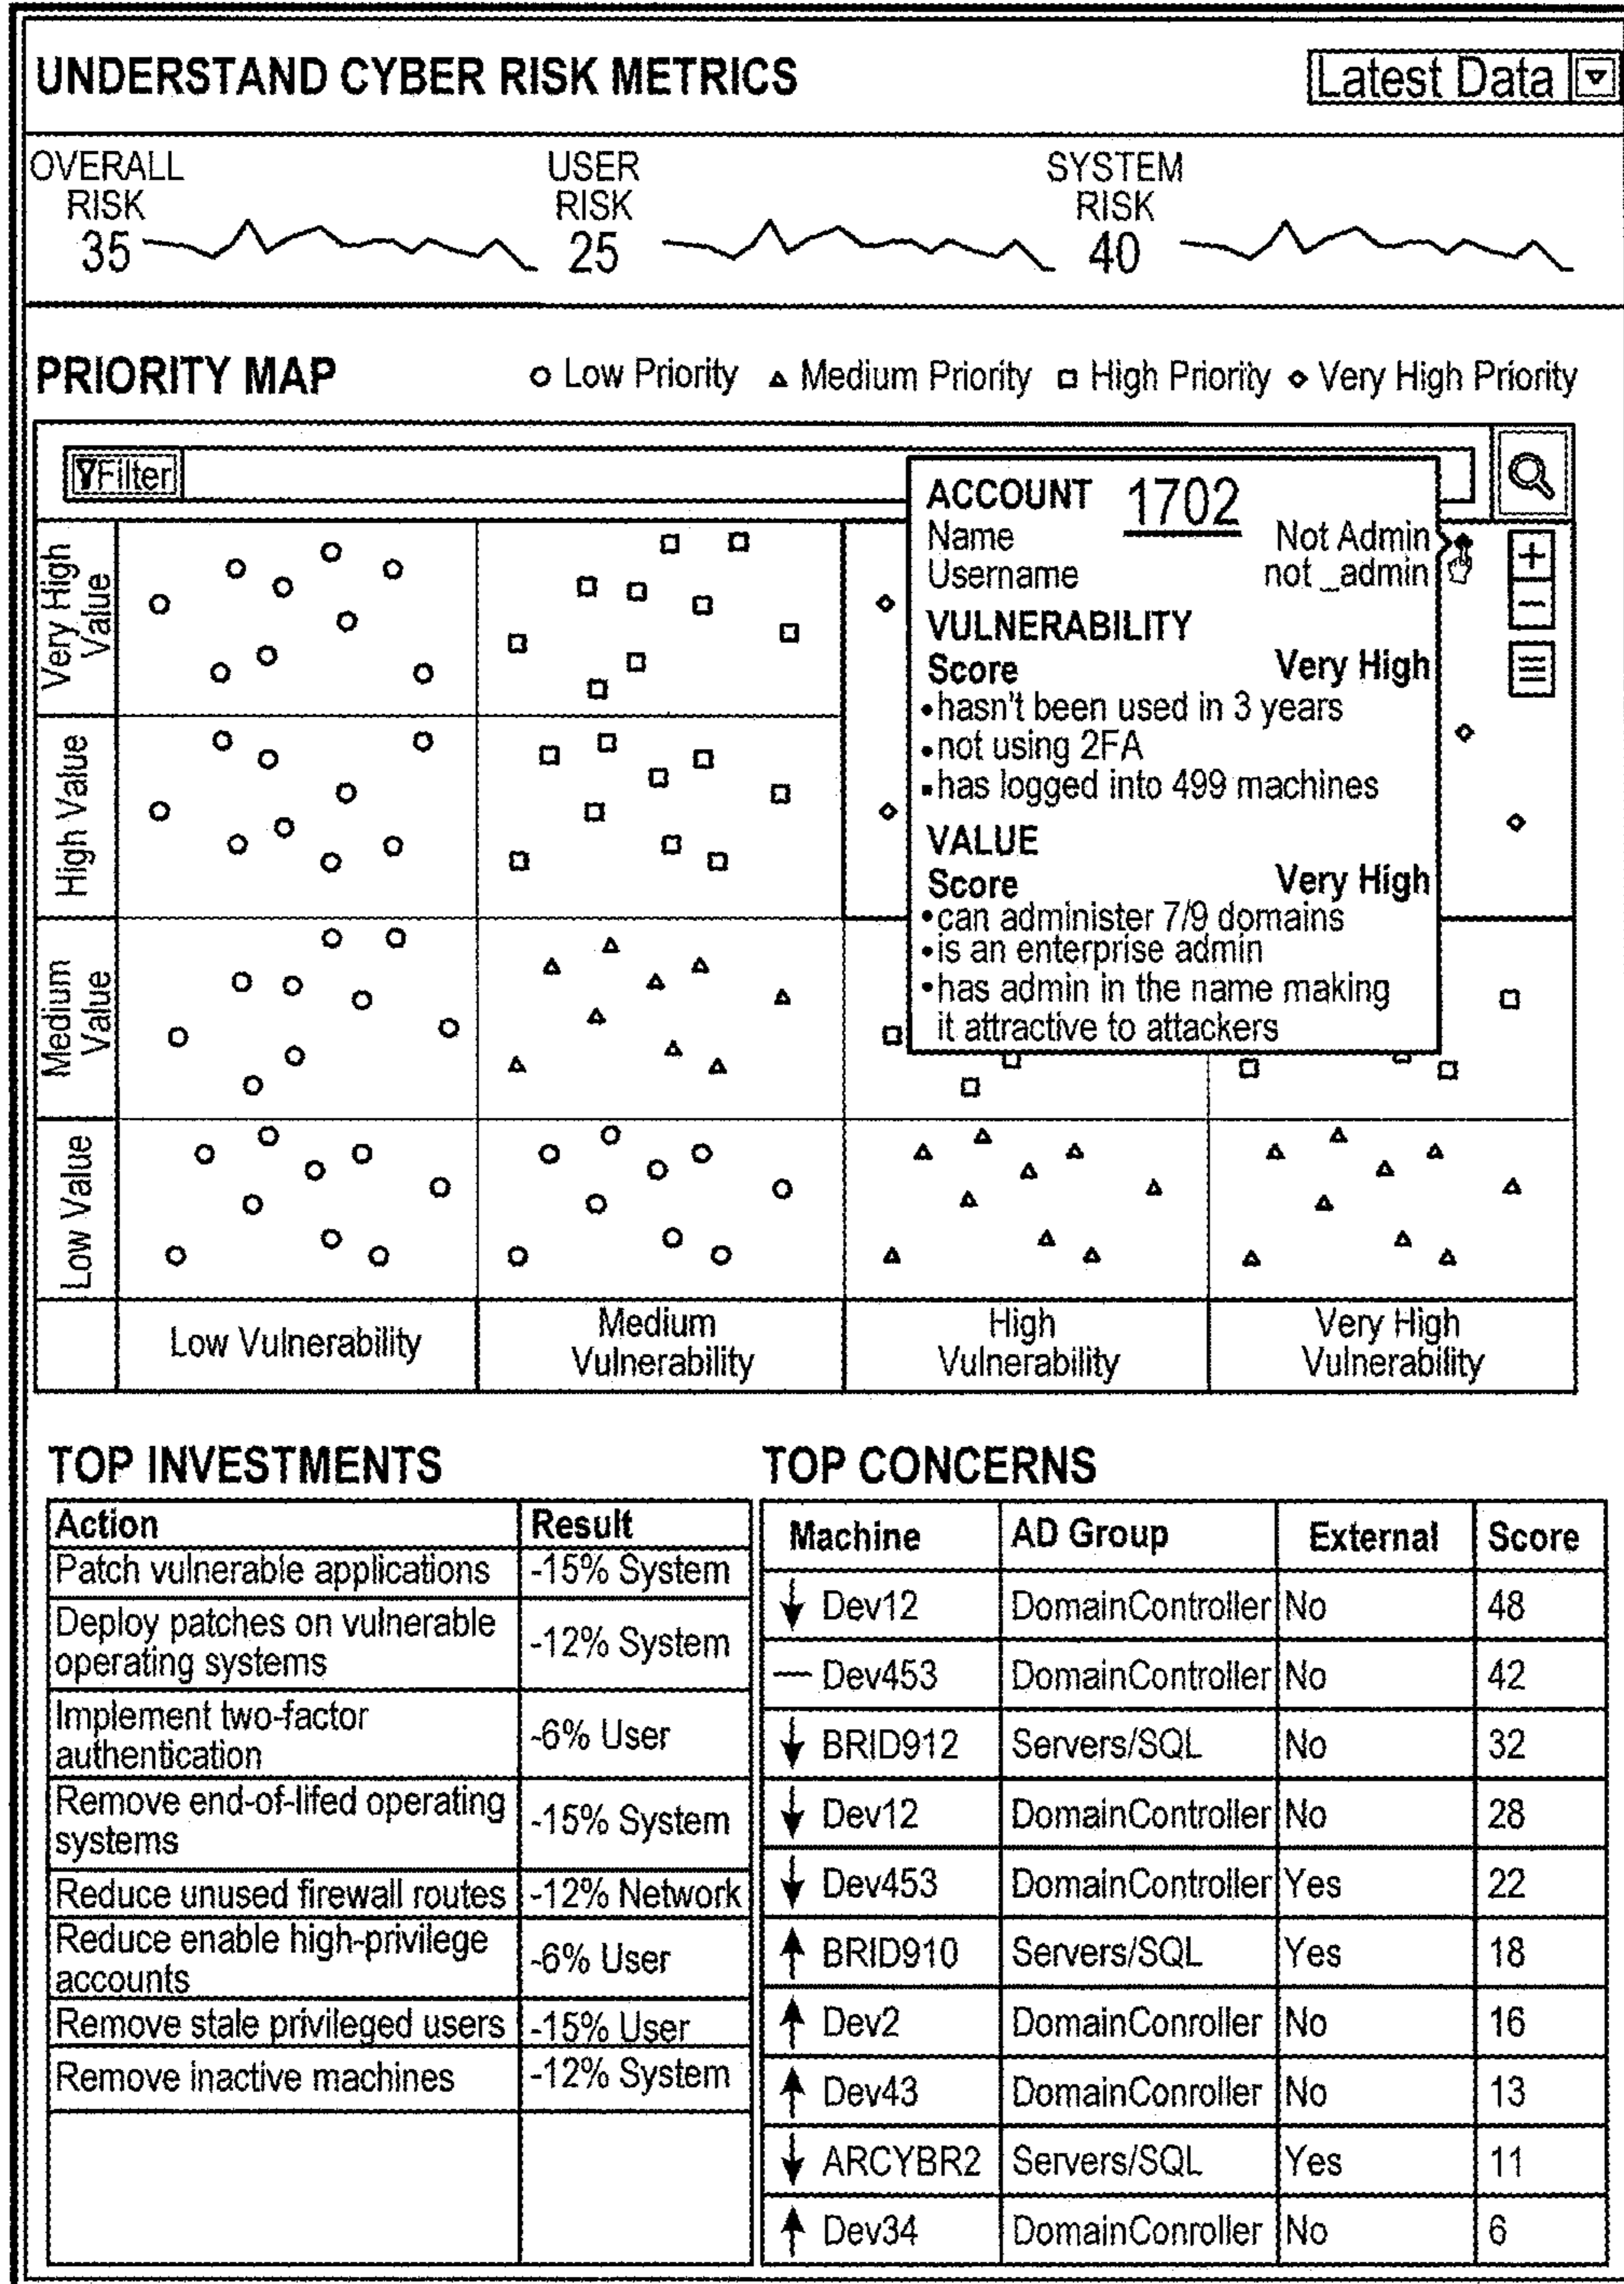 UNDERSTAND CYBER RISK METRICS
Latest Data
OVERALL
RISK
35
USER
RISK
25
SYSTEM
RISK
40
PRIORITY MAP
Low Priority
Medium Priority
High Priority
Very High Priority
Filter
ACCOUNT 1702
Name Not Admin
Username not _admin
VULNERABILITY
Score Very High
•hasn't been used in 3 years
•not using 2FA
•has logged into 499 machines
VALUE
Score Very High
•can administer 7/9 domains
•is an enterprise admin
•has admin in the name making
it attractive to attackers
Very High
Value
High Value
Medium
Value
Low Value
Low Vulnerability
Medium
Vulnerability
High
Vulnerability
Very High
Vulnerability
TOP INVESTMENTS
Action Result
Patch vulnerable applications -15% System
Deploy patches on vulnerable
operating systems -12% System
Implement two-factor
authentication -6% User
Remove end-of-lifed operating
systems -15% System
Reduce unused firewall routes -12% Network
Reduce enable high-privilege
accounts -6% User
Remove stale privileged users -15% User
Remove inactive machines -12% System
TOP CONCERNS
Machine AD Group External Score
Dev12 DomainController No 48
Dev453 DomainController No 42
BRID912 Servers/SQL No 32
Dev12 DomainController No 28
Dev453 DomainController Yes 22
BRID910 Servers/SQL Yes 18
Dev2 DomainConroller No 16
Dev43 DomainConroller No 13
ARCYBR2 Servers/SQL Yes 11
Dev34 DomainConroller No 6